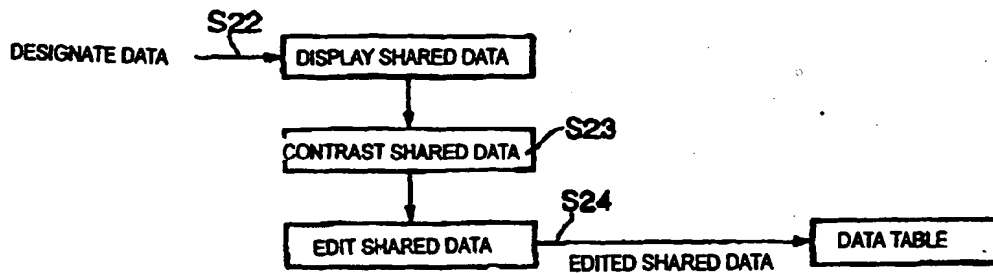 S22
DESIGNATE DATA
DISPLAY SHARED DATA
CONTRAST SHARED DATA
S23
S24
EDIT SHARED DATA
EDITED SHARED DATA
DATA TABLE